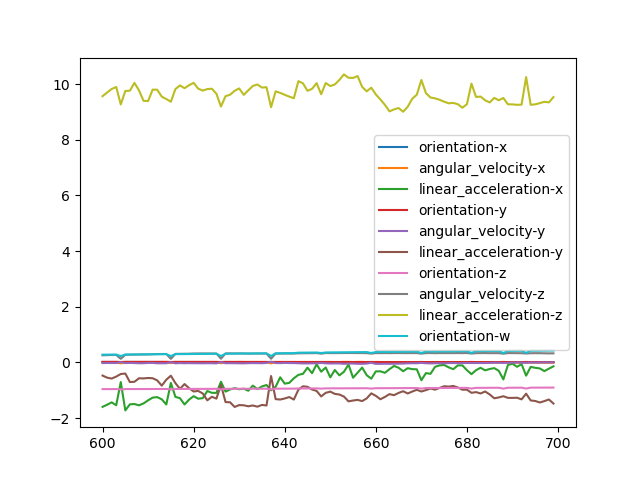 10
8
6
4
2
0
−2
600
620
640
660
680
700
orientation-x
angular_velocity-x
linear_acceleration-x
orientation-y
angular_velocity-y
linear_acceleration-y
orientation-z
angular_velocity-z
linear_acceleration-z
orientation-w